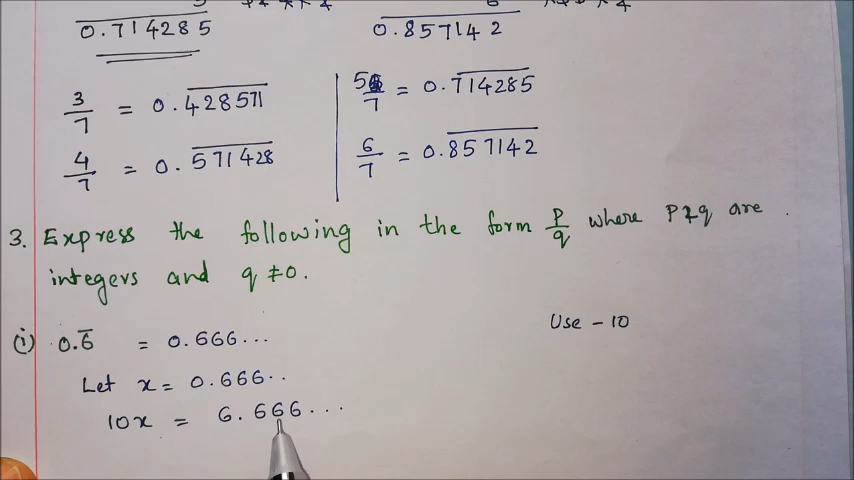 0.714285
0.857142
3/7 = 0.428571
4/7 = 0.571428
5/7 = 0.714285
6/7 = 0.857142
3. Express the following in the form P/q where P & q are
integers and q ≠ 0.
(i) 0.6̅ = 0.666...
Use - 10
Let x = 0.666..
10x = 6.666...